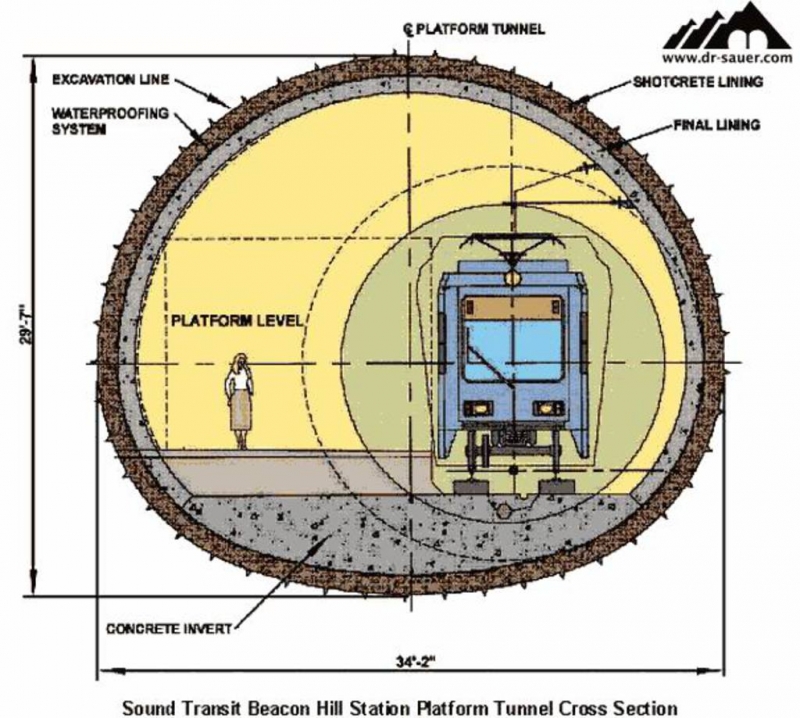 ℄ PLATFORM TUNNEL
www.dr-sauer.com
EXCAVATION LINE
SHOTCRETE LINING
WATERPROOFING
SYSTEM
FINAL LINING
PLATFORM LEVEL
29'-7"
CONCRETE INVERT
34'-2"
Sound Transit Beacon Hill Station Platform Tunnel Cross Section